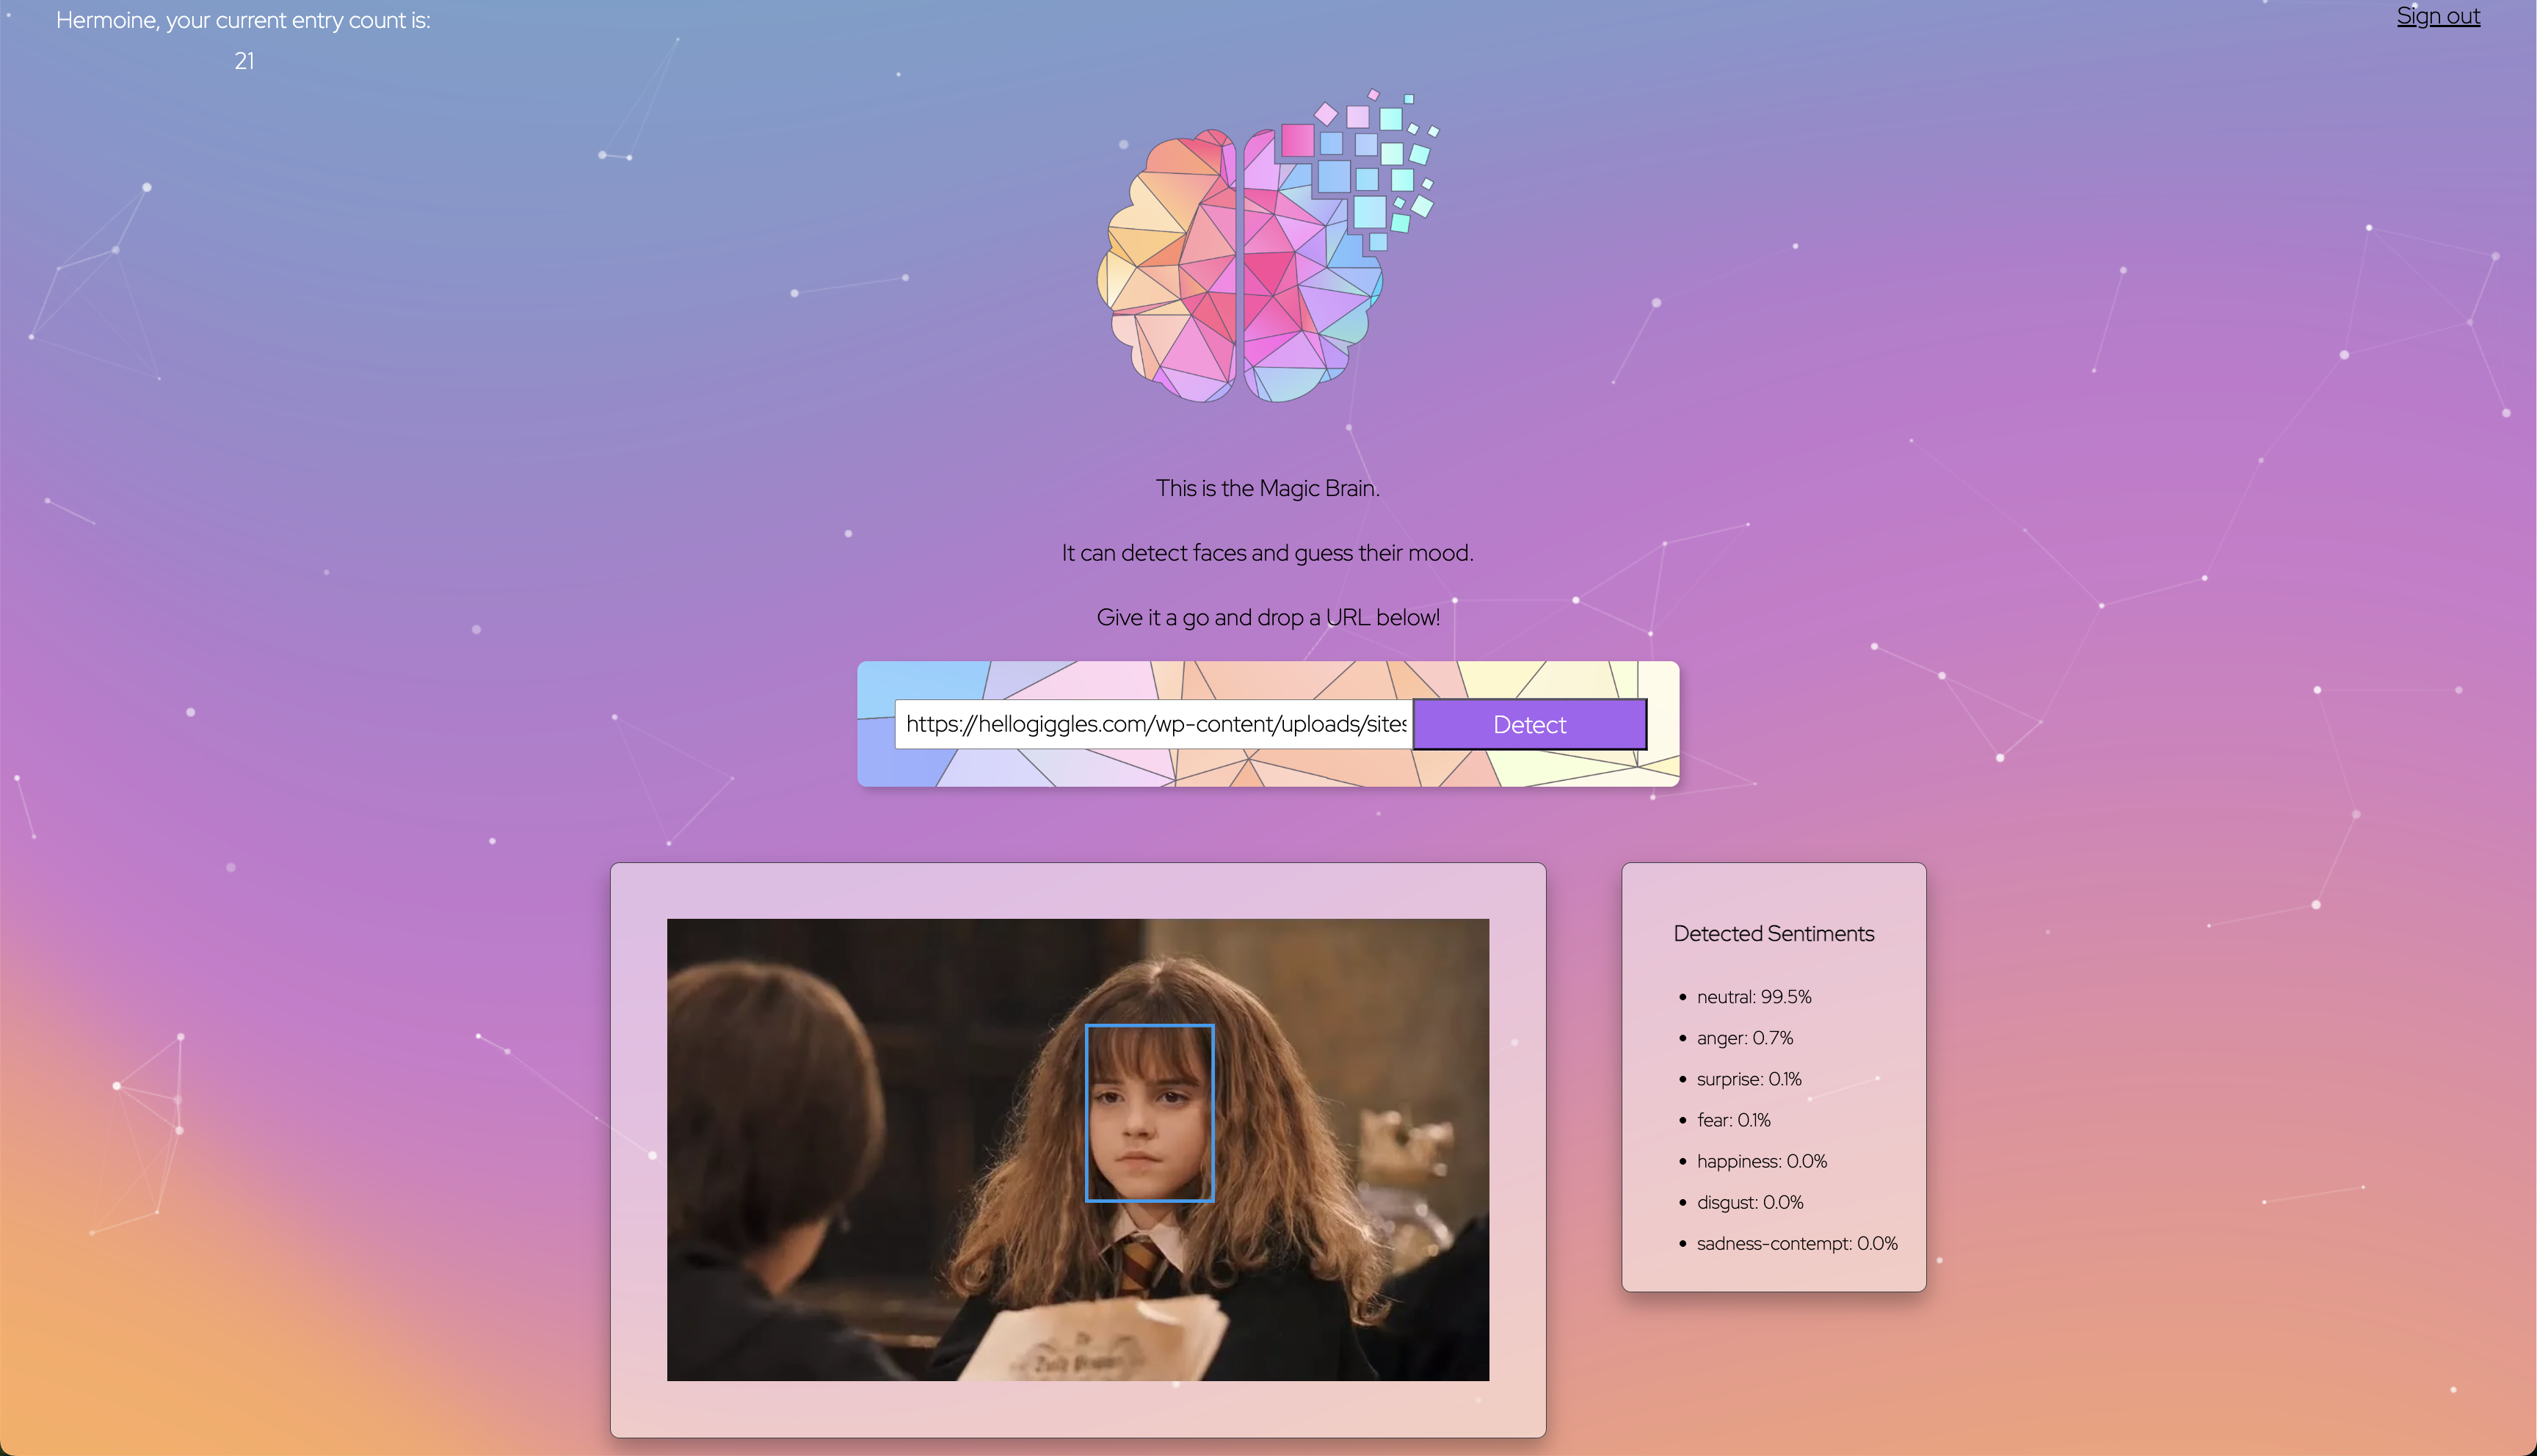 Hermoine, your current entry count is:
21
Sign out
This is the Magic Brain.
It can detect faces and guess their mood.
Give it a go and drop a URL below!
https://hellogiggles.com/wp-content/uploads/sites
Detect
Detected Sentiments
neutral: 99.5%
anger: 0.7%
surprise: 0.1%
fear: 0.1%
happiness: 0.0%
disgust: 0.0%
sadness-contempt: 0.0%